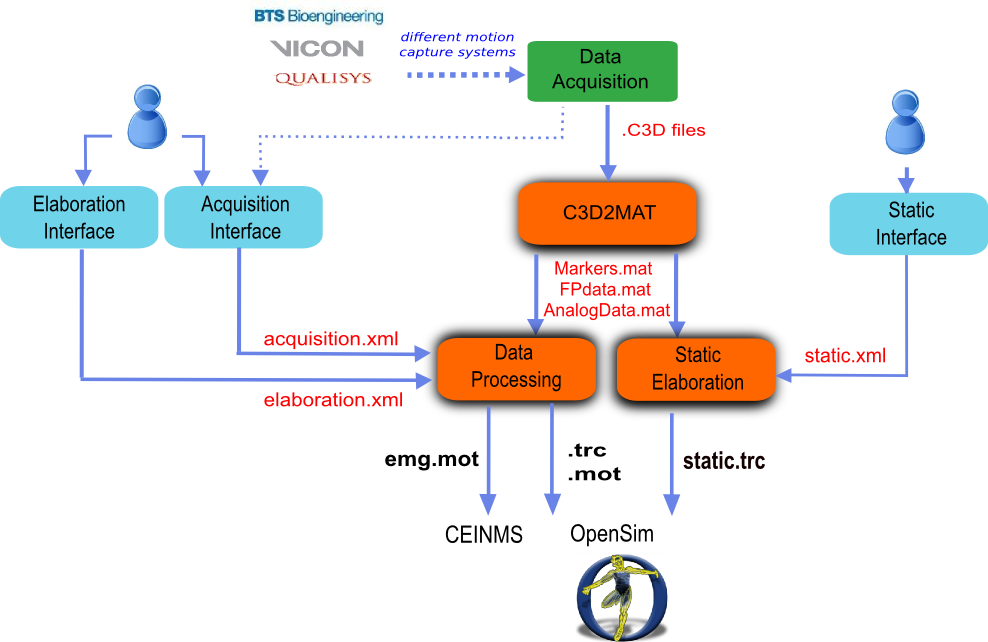 BTS Bioengineering
VICON
QUALISYS
different motion
capture systems
Data
Acquisition
.C3D files
Elaboration
Interface
Acquisition
Interface
C3D2MAT
Static
Interface
Markers.mat
FPdata.mat
AnalogData.mat
acquisition.xml
elaboration.xml
Data
Processing
Static
Elaboration
static.xml
emg.mot
.trc
.mot
static.trc
CEINMS
OpenSim